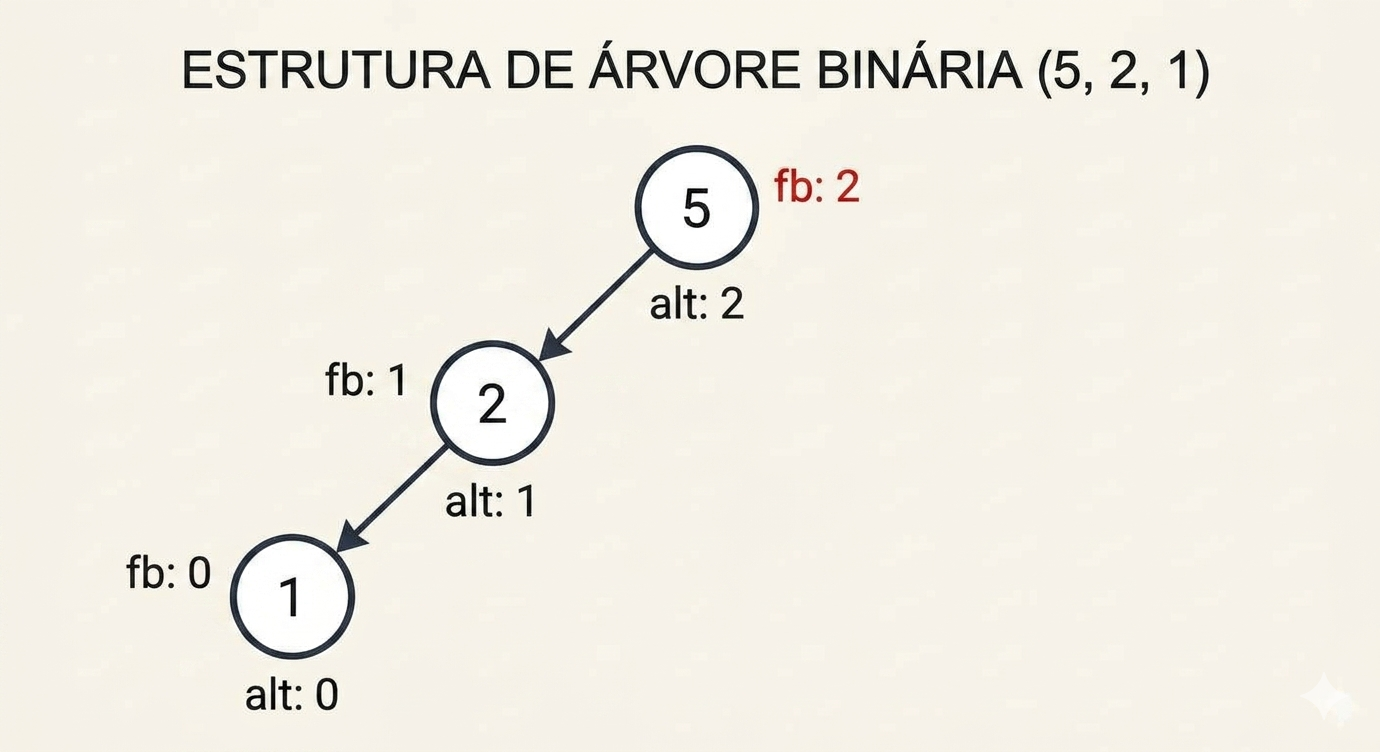 ESTRUTURA DE ÁRVORE BINÁRIA (5, 2, 1)
5
fb: 2
alt: 2
fb: 1
2
alt: 1
fb: 0
1
alt: 0